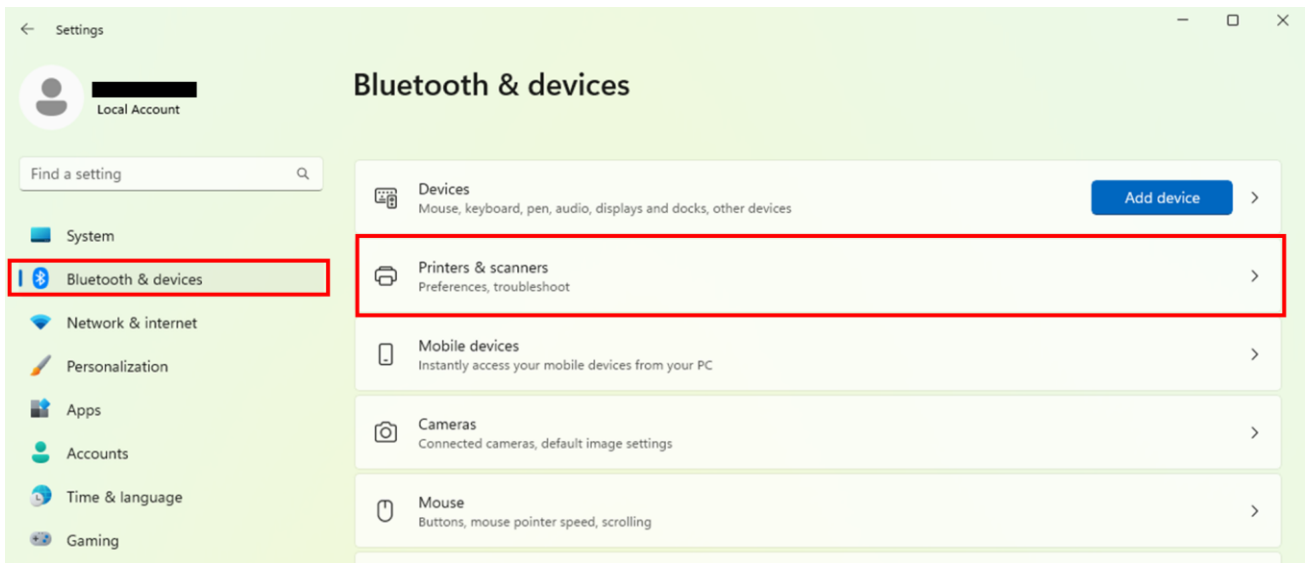 Settings
Local Account
Find a setting
System
Bluetooth & devices
Network & internet
Personalization
Apps
Accounts
Time & language
Gaming
Bluetooth & devices
Devices
Mouse, keyboard, pen, audio, displays and docks, other devices
Add device
Printers & scanners
Preferences, troubleshoot
Mobile devices
Instantly access your mobile devices from your PC
Cameras
Connected cameras, default image settings
Mouse
Buttons, mouse pointer speed, scrolling